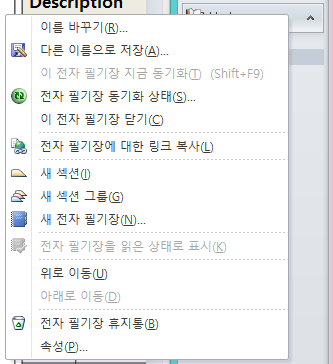 Description
이름 바꾸기(R)...
다른 이름으로 저장(A)...
이 전자 필기장 지금 동기화(T) (Shift+F9)
전자 필기장 동기화 상태(S)...
이 전자 필기장 닫기(C)
전자 필기장에 대한 링크 복사(L)
새 섹션(I)
새 섹션 그룹(G)
새 전자 필기장(N)...
전자 필기장을 읽은 상태로 표시(K)
위로 이동(U)
아래로 이동(D)
전자 필기장 휴지통(B)
속성(P)...